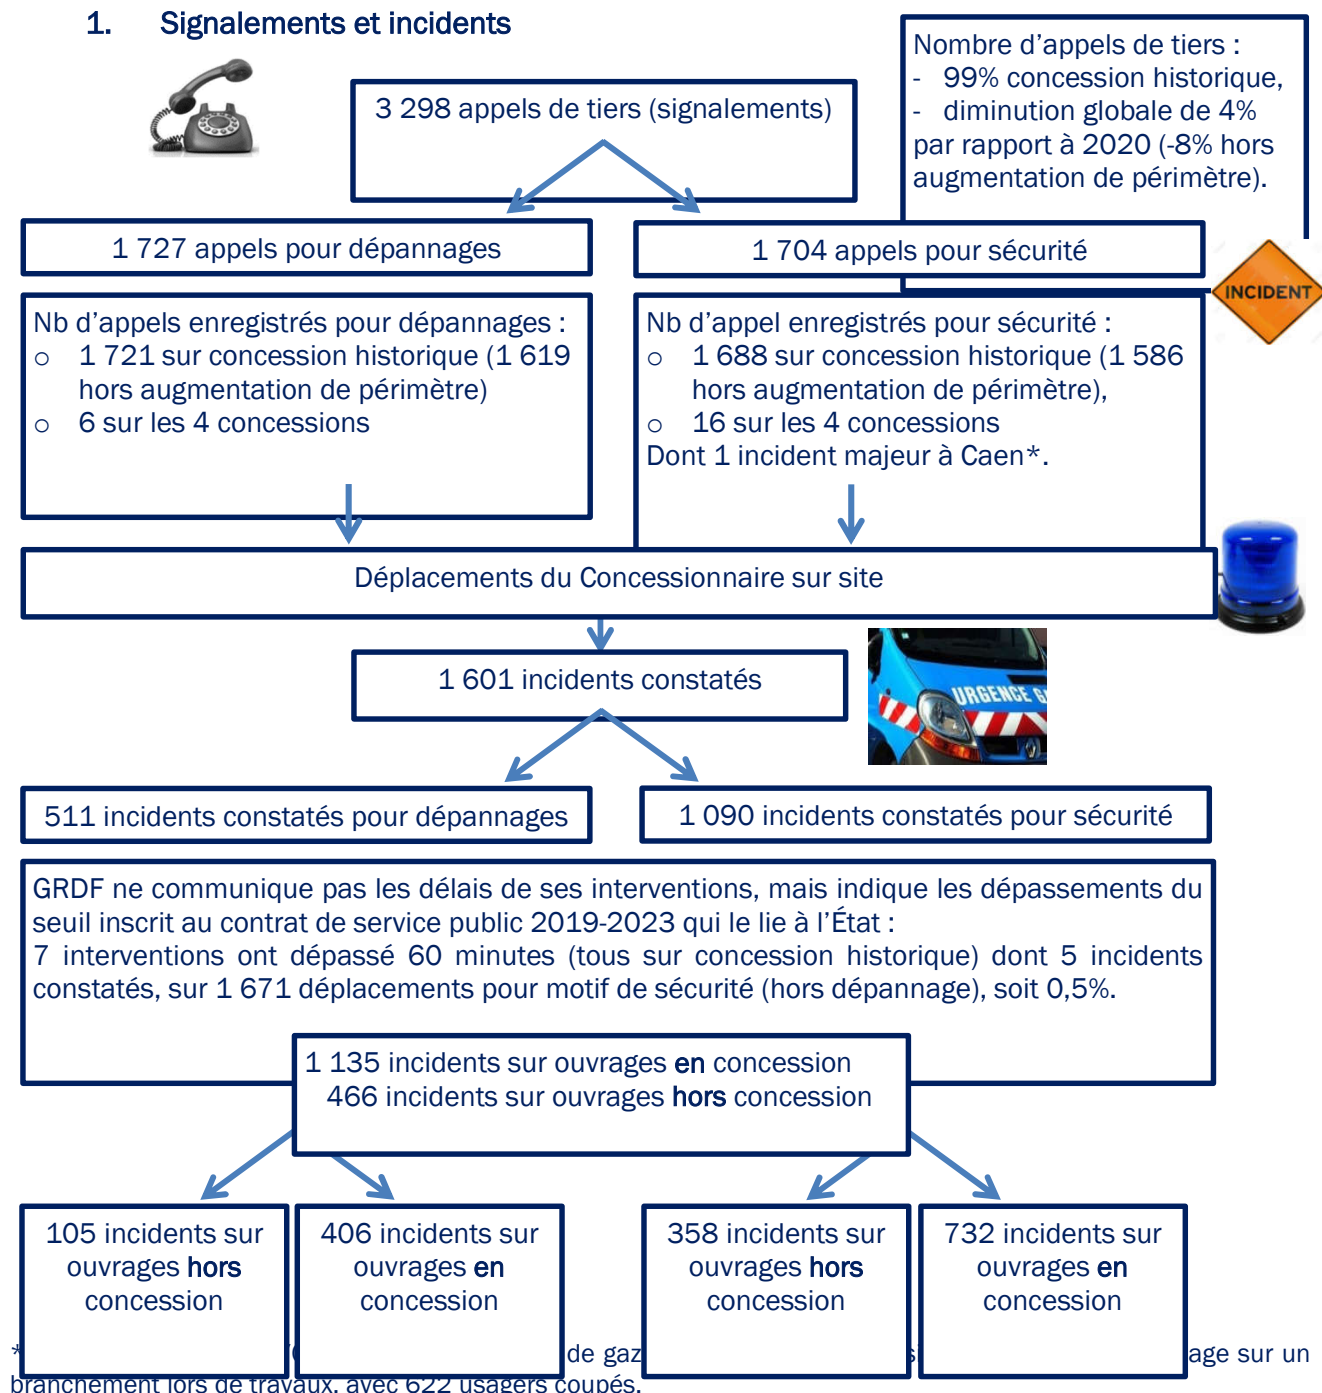 1. Signalements et incidents
Nombre d'appels de tiers :
- 99% concession historique,
- diminution globale de 4%
par rapport à 2020 (-8% hors
augmentation de périmètre).
3 298 appels de tiers (signalements)
1 727 appels pour dépannages
1 704 appels pour sécurité
INCIDENT
Nb d'appels enregistrés pour dépannages :
o 1 721 sur concession historique (1 619
hors augmentation de périmètre)
o 6 sur les 4 concessions
Nb d'appel enregistrés pour sécurité :
o 1 688 sur concession historique (1 586
hors augmentation de périmètre),
o 16 sur les 4 concessions
Dont 1 incident majeur à Caen*.
Déplacements du Concessionnaire sur site
1 601 incidents constatés
URGENCE
511 incidents constatés pour dépannages
1 090 incidents constatés pour sécurité
GRDF ne communique pas les délais de ses interventions, mais indique les dépassements du
seuil inscrit au contrat de service public 2019-2023 qui le lie à l'État :
7 interventions ont dépassé 60 minutes (tous sur concession historique) dont 5 incidents
constatés, sur 1 671 déplacements pour motif de sécurité (hors dépannage), soit 0,5%.
1 135 incidents sur ouvrages en concession
466 incidents sur ouvrages hors concession
105 incidents sur
ouvrages hors
concession
406 incidents sur
ouvrages en
concession
358 incidents sur
ouvrages hors
concession
732 incidents sur
ouvrages en
concession
* de gaz age sur un
branchement lors de travaux, avec 622 usagers coupés.